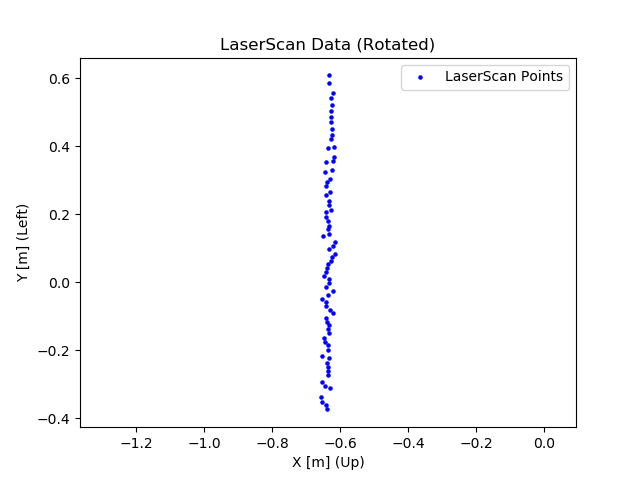 LaserScan Data (Rotated)
LaserScan Points
0.6
0.4
0.2
0.0
−0.2
−0.4
Y [m] (Left)
−1.2 −1.0 −0.8 −0.6 −0.4 −0.2 0.0
X [m] (Up)